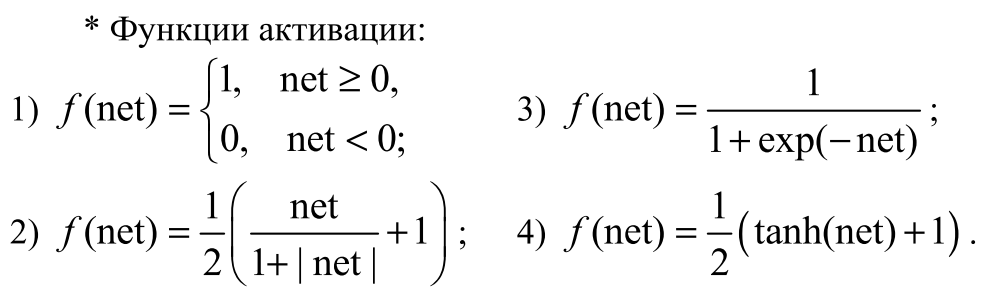 * Функции активации:
1) f(net) = { 1, net ≥ 0, 0, net < 0;
3) f(net) = 1 / (1 + exp(− net)) ;
2) f(net) = 1/2 ( net / (1+ | net |) + 1 ) ;
4) f(net) = 1/2 (tanh(net) + 1) .